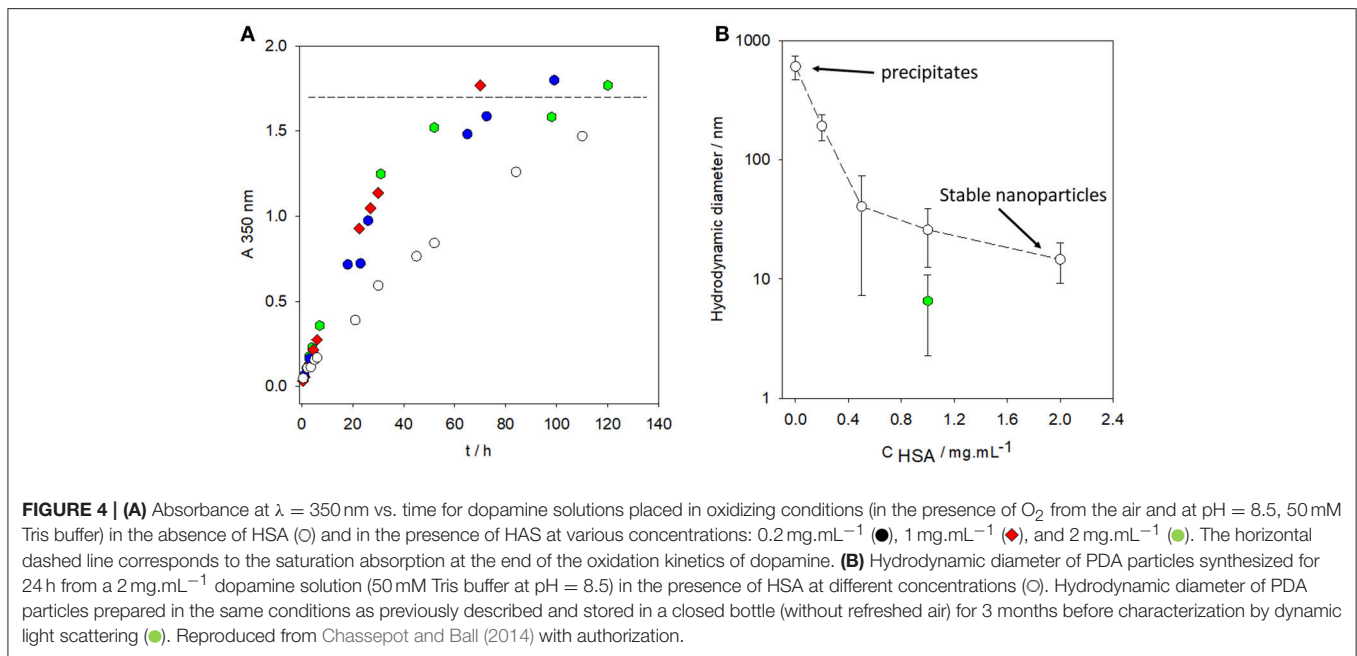 A
2.0
1.5
1.0
0.5
0.0
A 350 nm
0 20 40 60 80 100 120 140
t / h
B
1000
100
10
1
Hydrodynamic diameter / nm
precipitates
Stable nanoparticles
0.0 0.4 0.8 1.2 1.6 2.0 2.4
C HSA / mg.mL⁻¹
FIGURE 4 | (A) Absorbance at λ = 350 nm vs. time for dopamine solutions placed in oxidizing conditions (in the presence of O₂ from the air and at pH = 8.5, 50 mM
Tris buffer) in the absence of HSA (○) and in the presence of HAS at various concentrations: 0.2 mg.mL⁻¹ (●), 1 mg.mL⁻¹ (◆), and 2 mg.mL⁻¹ (●). The horizontal
dashed line corresponds to the saturation absorption at the end of the oxidation kinetics of dopamine. (B) Hydrodynamic diameter of PDA particles synthesized for
24 h from a 2 mg.mL⁻¹ dopamine solution (50 mM Tris buffer at pH = 8.5) in the presence of HSA at different concentrations (○). Hydrodynamic diameter of PDA
particles prepared in the same conditions as previously described and stored in a closed bottle (without refreshed air) for 3 months before characterization by dynamic
light scattering (●). Reproduced from Chassepot and Ball (2014) with authorization.